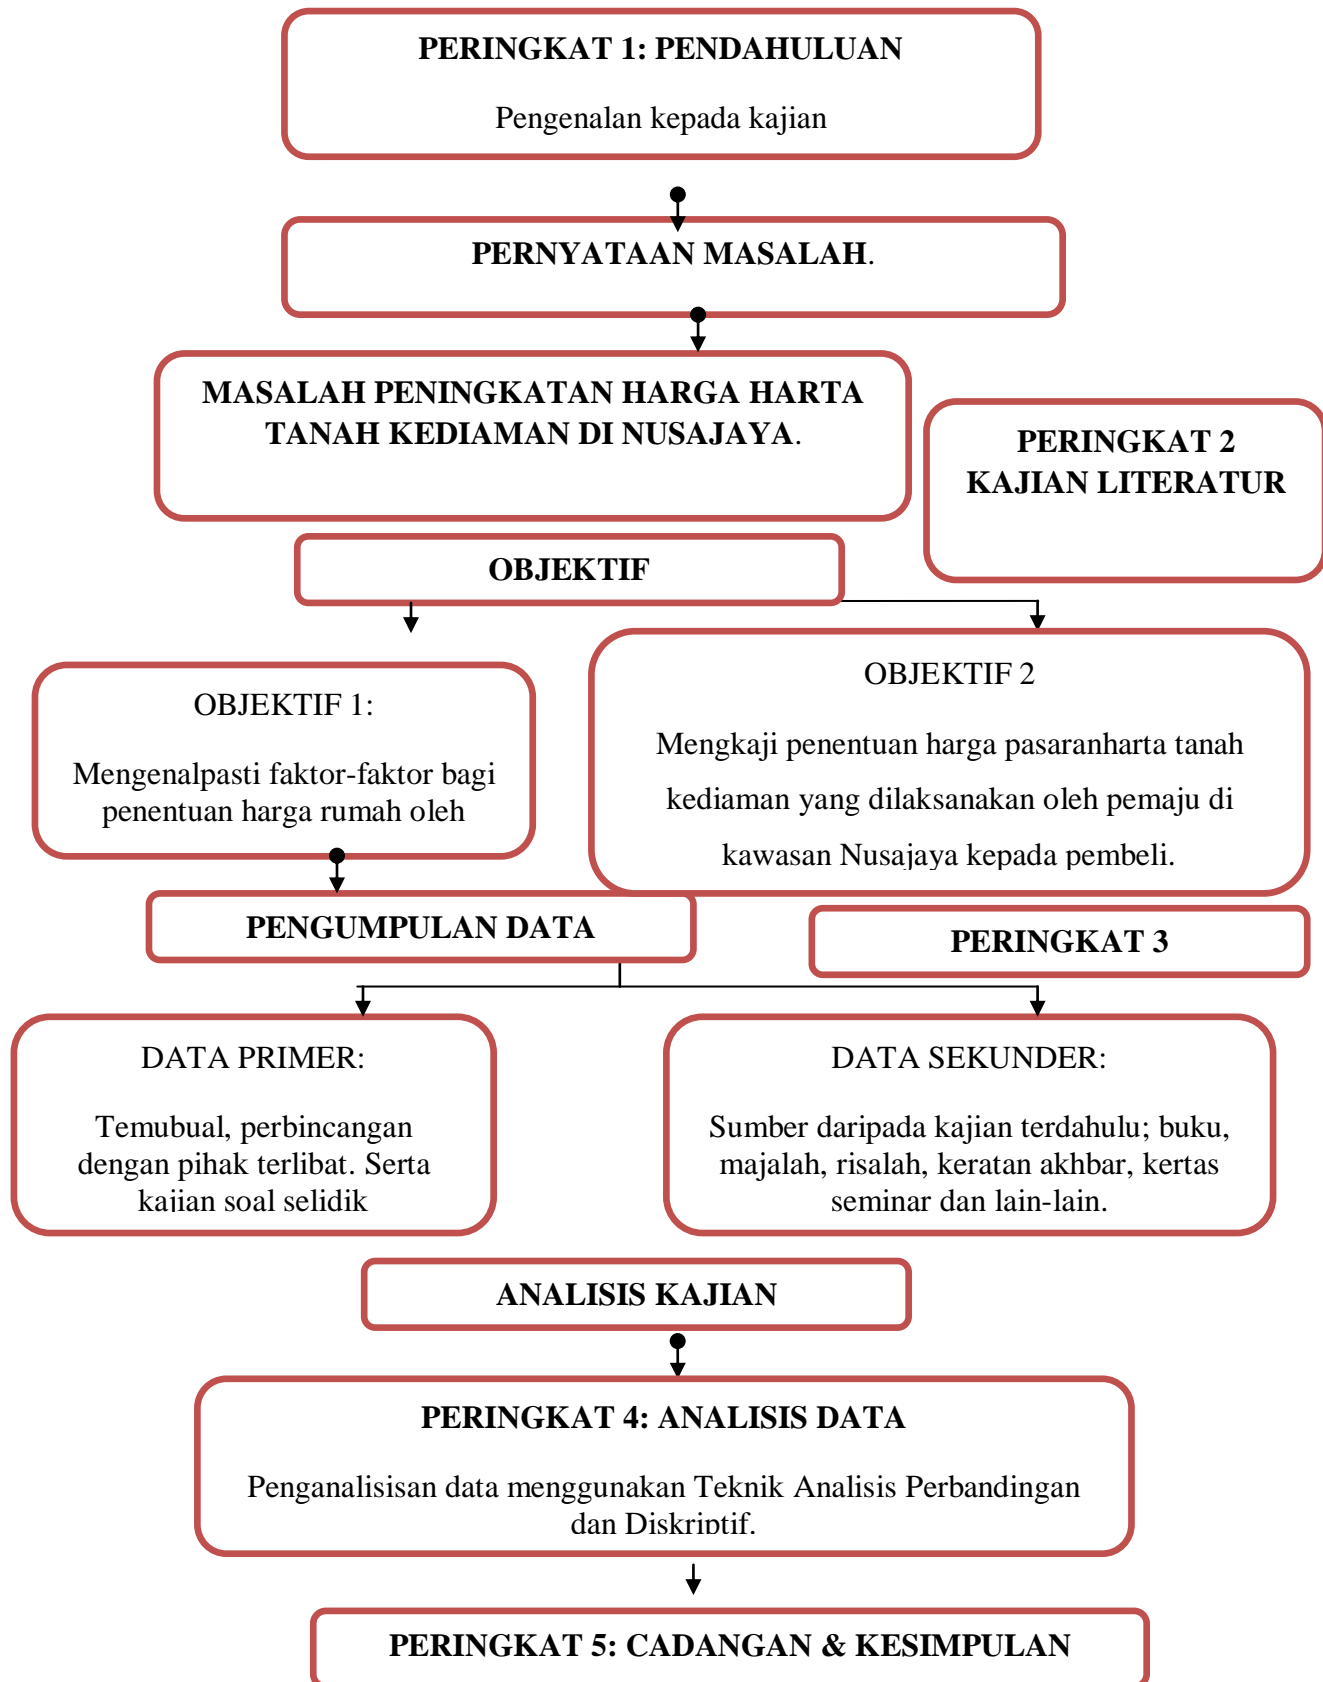 PERINGKAT 1: PENDAHULUAN
Pengenalan kepada kajian
PERNYATAAN MASALAH.
MASALAH PENINGKATAN HARGA HARTA
TANAH KEDIAMAN DI NUSAJAYA.
PERINGKAT 2
KAJIAN LITERATUR
OBJEKTIF
OBJEKTIF 1:
Mengenalpasti faktor-faktor bagi
penentuan harga rumah oleh
OBJEKTIF 2
Mengkaji penentuan harga pasaranharta tanah
kediaman yang dilaksanakan oleh pemaju di
kawasan Nusajaya kepada pembeli.
PENGUMPULAN DATA
PERINGKAT 3
DATA PRIMER:
Temubual, perbincangan
dengan pihak terlibat. Serta
kajian soal selidik
DATA SEKUNDER:
Sumber daripada kajian terdahulu; buku,
majalah, risalah, keratan akhbar, kertas
seminar dan lain-lain.
ANALISIS KAJIAN
PERINGKAT 4: ANALISIS DATA
Penganalisisan data menggunakan Teknik Analisis Perbandingan
dan Diskriptif.
PERINGKAT 5: CADANGAN & KESIMPULAN